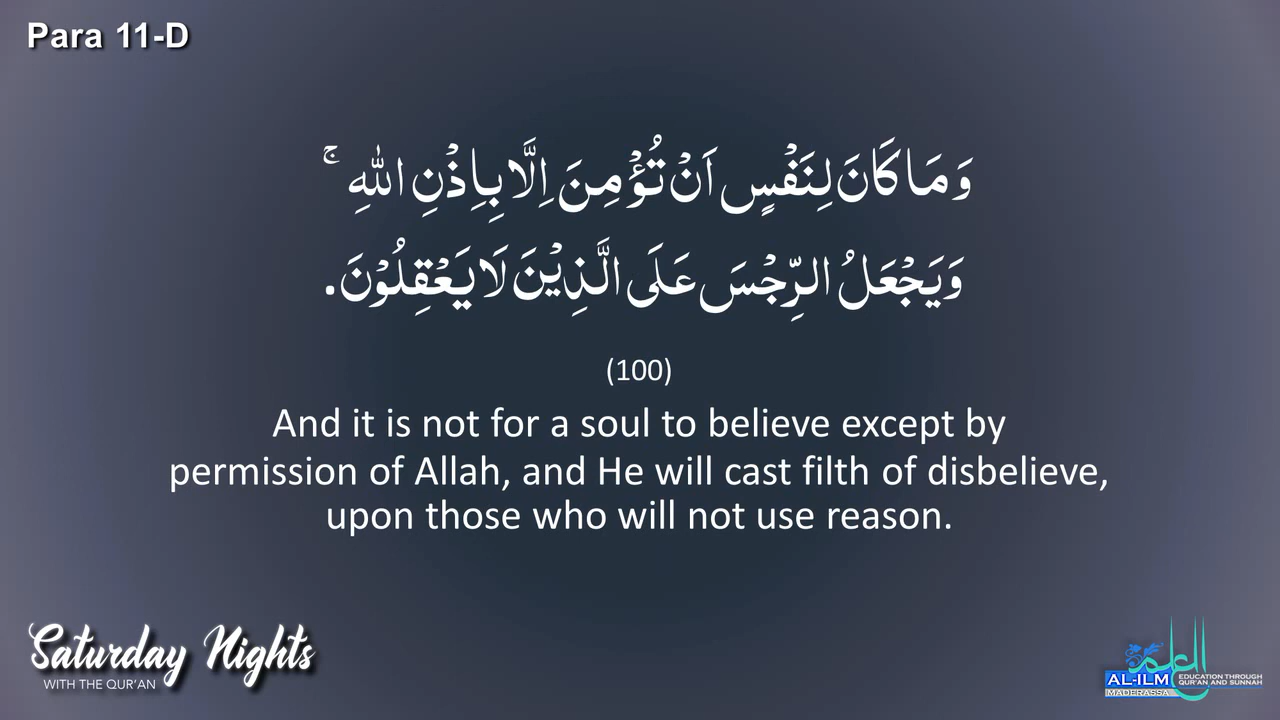 Para 11-D
وَمَا كَانَ لِنَفْسٍ اَنْ تُؤْمِنَ اِلَّا بِاِذْنِ اللّٰهِ ۚ
وَيَجْعَلُ الرِّجْسَ عَلَى الَّذِيْنَ لَا يَعْقِلُوْنَ.
(100)
And it is not for a soul to believe except by
permission of Allah, and He will cast filth of disbelieve,
upon those who will not use reason.
Saturday Nights
WITH THE QUR'AN
العلم
AL-ILM
MADERASSA
EDUCATION THROUGH
QUR'AN AND SUNNAH